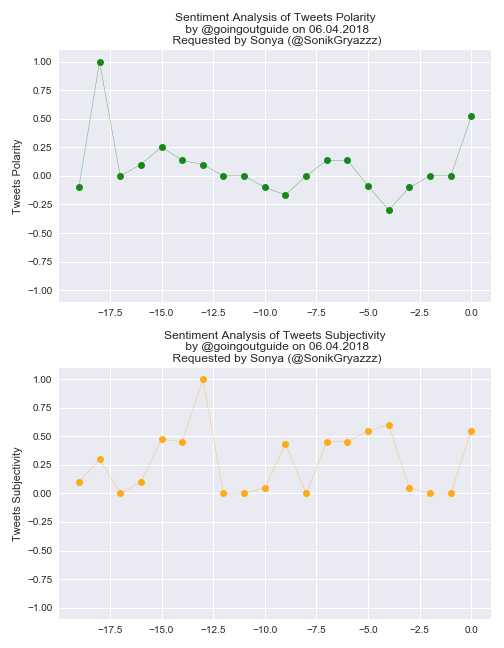 Sentiment Analysis of Tweets Polarity
by @goingoutguide on 06.04.2018
Requested by Sonya (@SonikGryazzz)
1.00
0.75
0.50
0.25
0.00
−0.25
−0.50
−0.75
−1.00
Tweets Polarity
−17.5 −15.0 −12.5 −10.0 −7.5 −5.0 −2.5 0.0
Sentiment Analysis of Tweets Subjectivity
by @goingoutguide on 06.04.2018
Requested by Sonya (@SonikGryazzz)
1.00
0.75
0.50
0.25
0.00
−0.25
−0.50
−0.75
−1.00
Tweets Subjectivity
−17.5 −15.0 −12.5 −10.0 −7.5 −5.0 −2.5 0.0